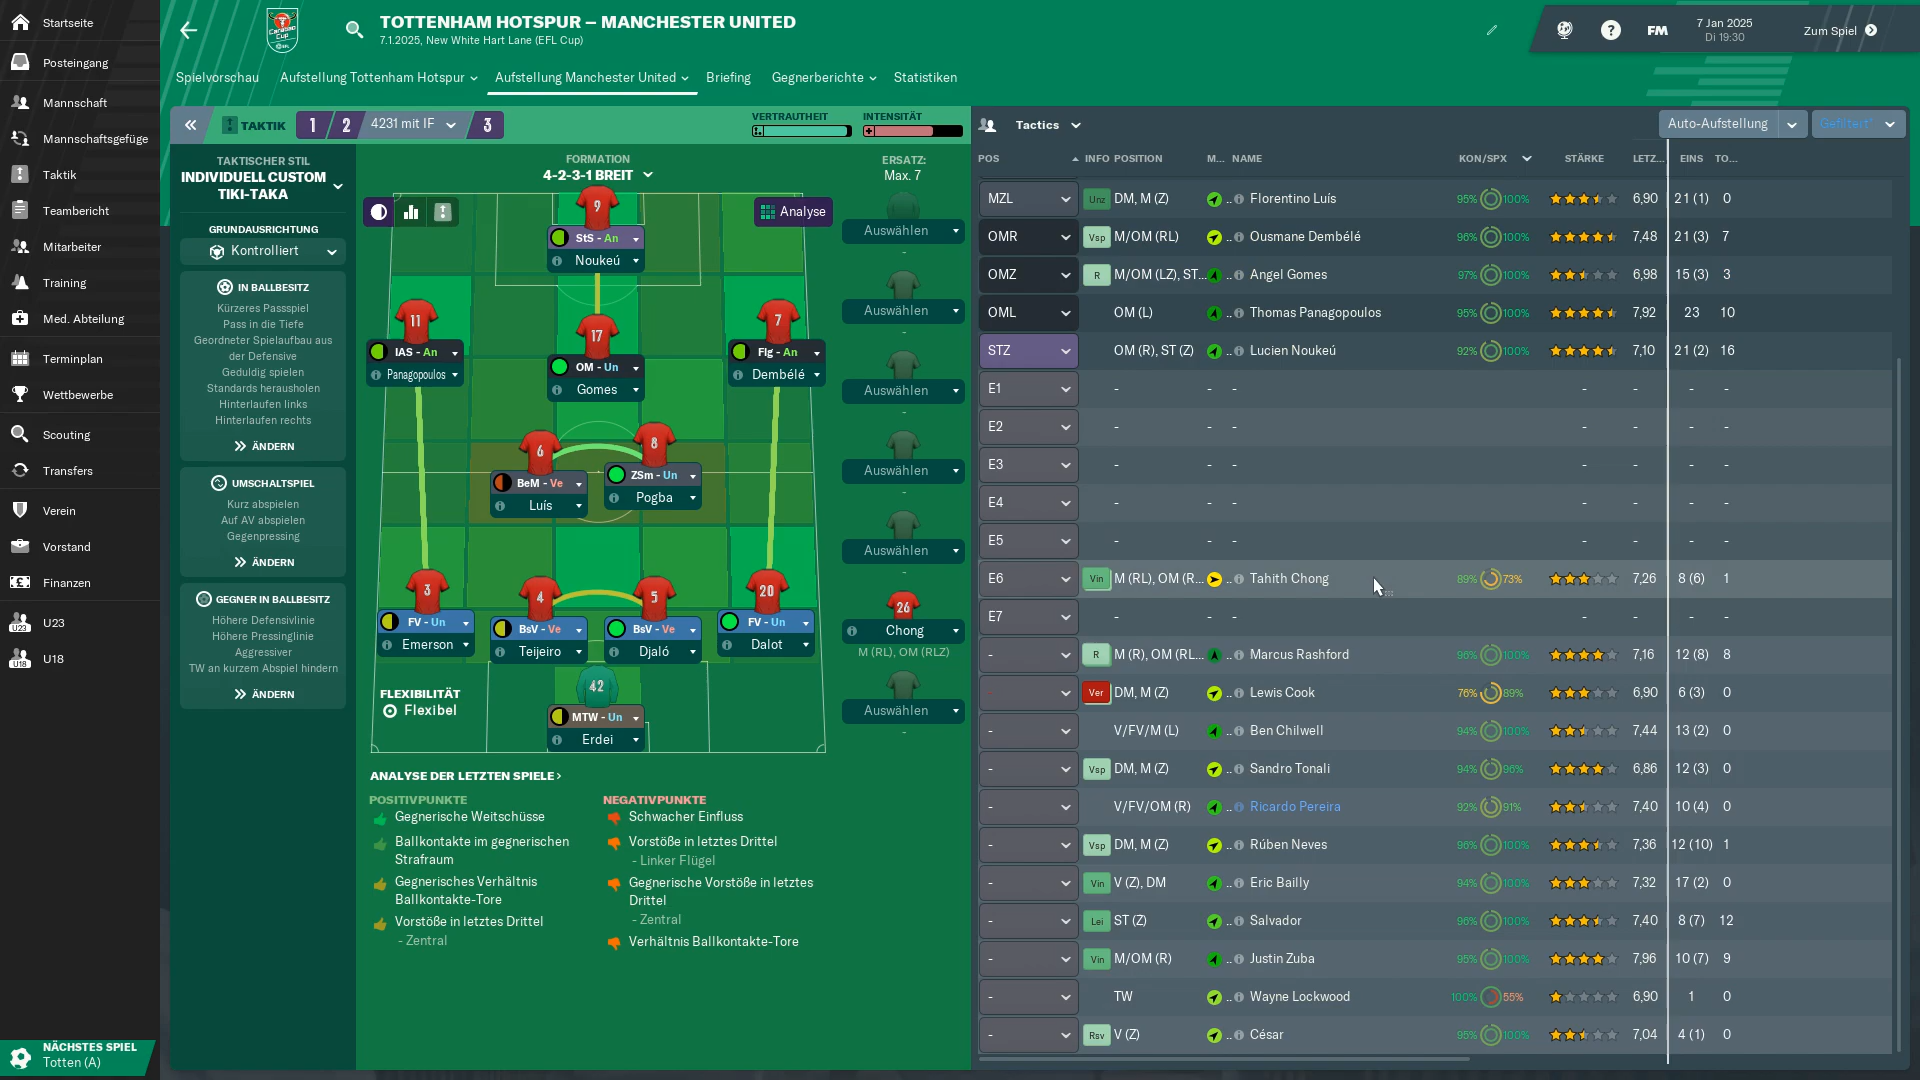 Startseite
Posteingang
Mannschaft
Mannschaftsgefüge
Taktik
Teambericht
Mitarbeiter
Training
Med. Abteilung
Terminplan
Wettbewerbe
Scouting
Transfers
Verein
Vorstand
Finanzen
U23
U18
NÄCHSTES SPIEL
Totten (A)
TOTTENHAM HOTSPUR – MANCHESTER UNITED
7.1.2025, New White Hart Lane (EFL Cup)
FM
7 Jan 2025
Di 19:30
Zum Spiel
Spielvorschau
Aufstellung Tottenham Hotspur
Aufstellung Manchester United
Briefing
Gegnerberichte
Statistiken
TAKTIK
1
2
4231 mit IF
3
VERTRAUTHEIT
INTENSITÄT
TAKTISCHER STIL
INDIVIDUELL CUSTOM
TIKI-TAKA
GRUNDAUSRICHTUNG
Kontrolliert
IN BALLBESITZ
Kürzeres Passspiel
Pass in die Tiefe
Geordneter Spielaufbau aus
der Defensive
Geduldig spielen
Standards herausholen
Hinterlaufen links
Hinterlaufen rechts
ÄNDERN
UMSCHALTSPIEL
Kurz abspielen
Auf AV abspielen
Gegenpressing
ÄNDERN
GEGNER IN BALLBESITZ
Höhere Defensivlinie
Höhere Pressinglinie
Aggressiver
TW an kurzem Abspiel hindern
ÄNDERN
FORMATION
4-2-3-1 BREIT
Analyse
9
StS - An
Noukeú
11
IAS - An
Panagopoulos
17
OM - Un
Gomes
7
Flg - An
Dembélé
6
BeM - Ve
Luís
8
ZSm - Un
Pogba
3
FV - Un
Emerson
4
BsV - Ve
Teijeiro
5
BsV - Ve
Djaló
20
FV - Un
Dalot
42
MTW - Un
Erdei
FLEXIBILITÄT
Flexibel
ERSATZ:
Max. 7
Auswählen
-
Auswählen
-
Auswählen
-
Auswählen
-
Auswählen
-
26
Chong
M (RL), OM (RLZ)
Auswählen
-
ANALYSE DER LETZTEN SPIELE ›
POSITIVPUNKTE
Gegnerische Weitschüsse
Ballkontakte im gegnerischen
Strafraum
Gegnerisches Verhältnis
Ballkontakte-Tore
Vorstöße in letztes Drittel
- Zentral
NEGATIVPUNKTE
Schwacher Einfluss
Vorstöße in letztes Drittel
- Linker Flügel
Gegnerische Vorstöße in letztes
Drittel
- Zentral
Verhältnis Ballkontakte-Tore
Tactics
Auto-Aufstellung
Gefiltert*
POS INFO POSITION M... NAME KON/SPX STÄRKE LETZ... EINS TO...
MZL Unz DM, M (Z) .. Florentino Luís 95% 100% 6,90 21 (1) 0
OMR Vsp M/OM (RL) .. Ousmane Dembélé 96% 100% 7,48 21 (3) 7
OMZ R M/OM (LZ), ST... .. Angel Gomes 97% 100% 6,98 15 (3) 3
OML OM (L) .. Thomas Panagopoulos 95% 100% 7,92 23 10
STZ OM (R), ST (Z) .. Lucien Noukeú 92% 100% 7,10 21 (2) 16
E1 - - - - - - -
E2 - - - - - - -
E3 - - - - - - -
E4 - - - - - - -
E5 - - - - - - -
E6 Vin M (RL), OM (R... .. Tahith Chong 89% 73% 7,26 8 (6) 1
E7 - - - - - - -
- R M (R), OM (RL... .. Marcus Rashford 96% 100% 7,16 12 (8) 8
Ver DM, M (Z) .. Lewis Cook 76% 89% 6,90 6 (3) 0
- V/FV/M (L) .. Ben Chilwell 94% 100% 7,44 13 (2) 0
- Vsp DM, M (Z) .. Sandro Tonali 94% 96% 6,86 12 (3) 0
- V/FV/OM (R) .. Ricardo Pereira 92% 91% 7,40 10 (4) 0
- Vsp DM, M (Z) .. Rúben Neves 96% 100% 7,36 12 (10) 1
- Vin V (Z), DM .. Eric Bailly 94% 100% 7,32 17 (2) 0
- Lei ST (Z) .. Salvador 96% 100% 7,40 8 (7) 12
- Vin M/OM (R) .. Justin Zuba 95% 100% 7,96 10 (7) 9
- TW .. Wayne Lockwood 100% 55% 6,90 1 0
- Rsv V (Z) .. César 95% 100% 7,04 4 (1) 0